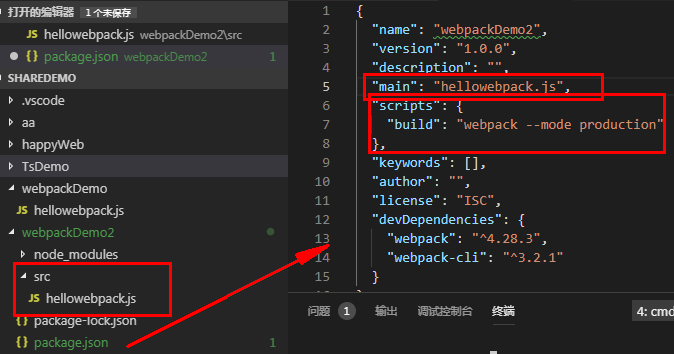 打开的编辑器 1 个未保存
JS hellowebpack.js webpackDemo2\src
{} package.json webpackDemo2 1
SHAREDEMO
.vscode
aa
happyWeb
TsDemo
webpackDemo
JS hellowebpack.js
webpackDemo2
node_modules
src
JS hellowebpack.js
{} package-lock.json
{} package.json 1
1 {
2 "name": "webpackDemo2",
3 "version": "1.0.0",
4 "description": "",
5 "main": "hellowebpack.js",
6 "scripts": {
7 "build": "webpack --mode production"
8 },
9 "keywords": [],
10 "author": "",
11 "license": "ISC",
12 "devDependencies": {
13 "webpack": "^4.28.3",
14 "webpack-cli": "^3.2.1"
15 }
问题 1 输出 调试控制台 终端 4: cmd